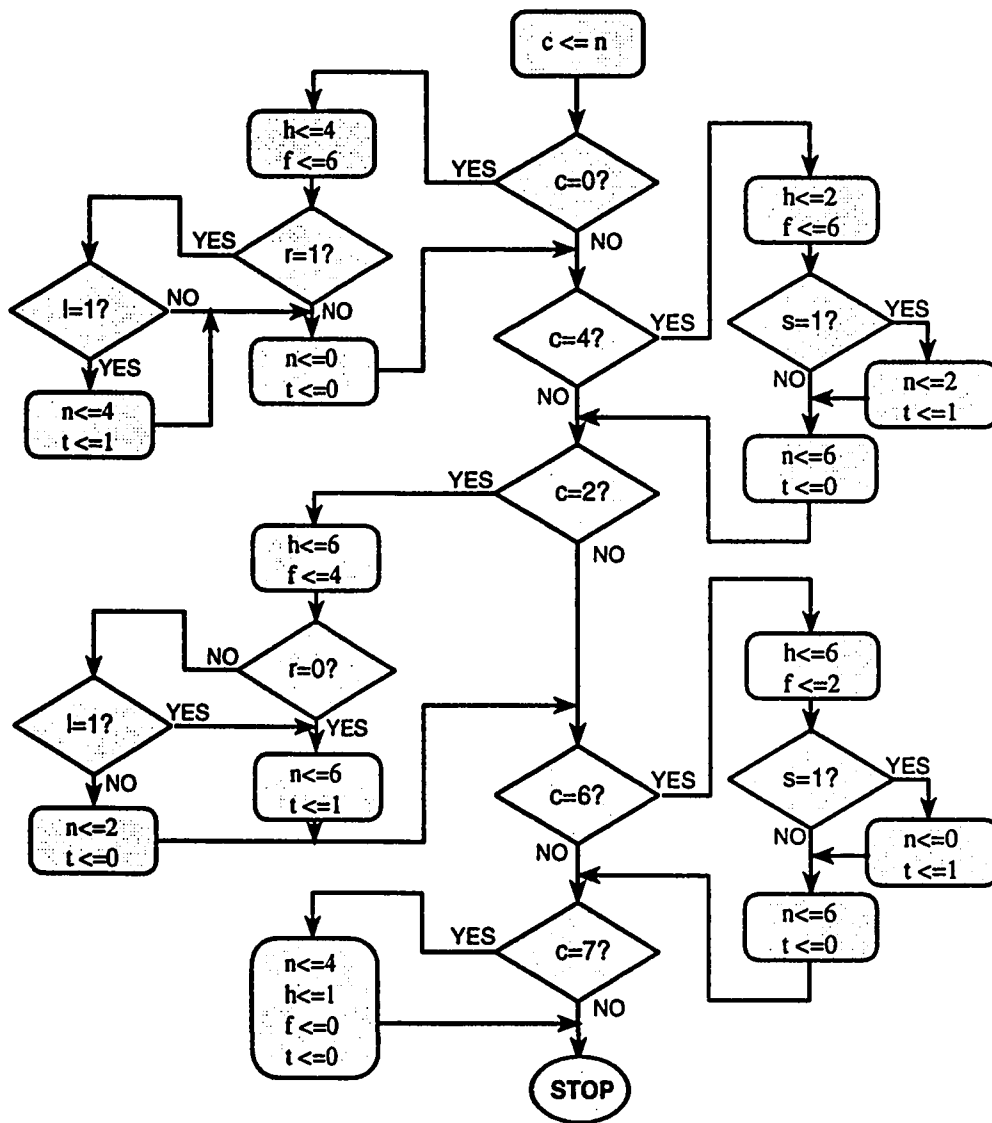 c <= n
h<=4
f <=6
YES
c=0?
NO
h<=2
f <=6
YES
r=1?
NO
l=1?
NO
YES
n<=0
t <=0
c=4?
YES
NO
s=1?
YES
NO
n<=2
t <=1
n<=4
t <=1
n<=6
t <=0
YES
c=2?
NO
h<=6
f <=4
NO
r=0?
YES
h<=6
f <=2
l=1?
YES
NO
n<=6
t <=1
c=6?
YES
NO
s=1?
YES
NO
n<=2
t <=0
n<=0
t <=1
n<=6
t <=0
YES
c=7?
NO
n<=4
h<=1
f <=0
t <=0
STOP